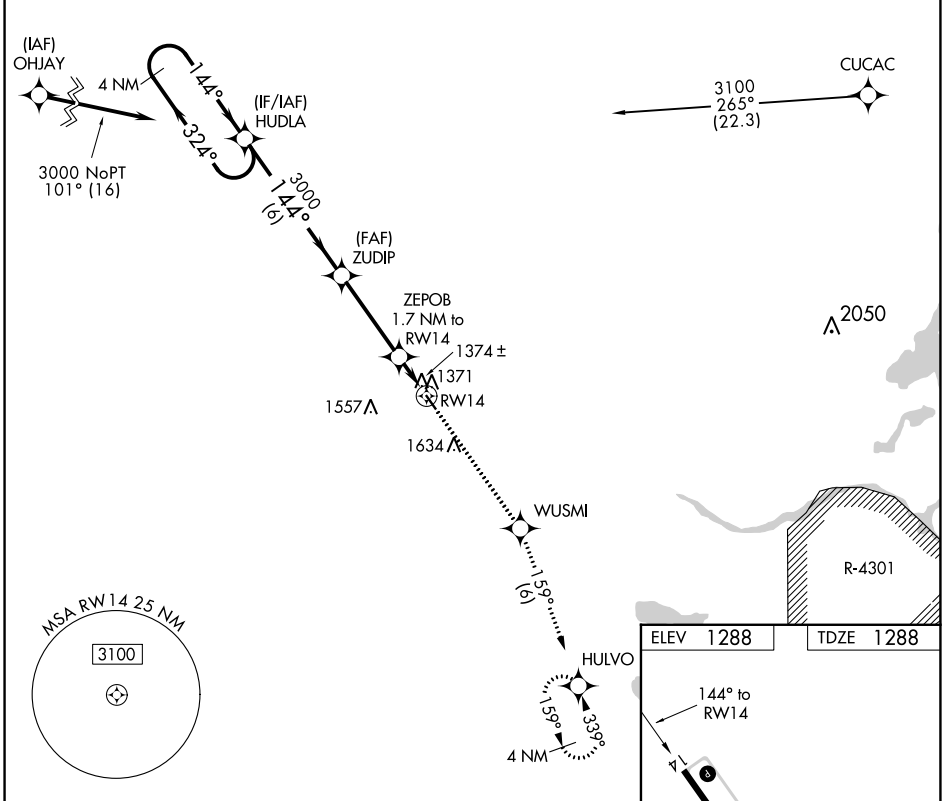 (IAF)
OHJAY
4 NM
144°
(IF/IAF)
HUDLA
324°
3000 NoPT
101° (16)
CUCAC
3100
265°
(22.3)
3000
144°
(6)
(FAF)
ZUDIP
ZEPOB
1.7 NM to
RW14
1374 ±
1371
RW14
1557
1634
2050
WUSMI
159°
(6)
R-4301
MSA RW14 25 NM
3100
HULVO
159°
339°
4 NM
ELEV 1288
TDZE 1288
144° to
RW14
14
P